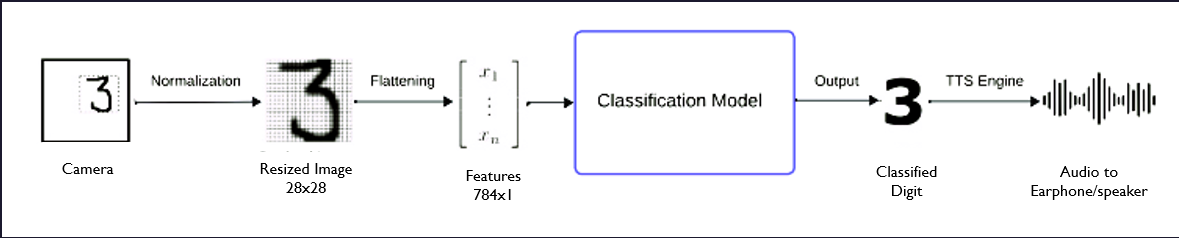 3
Normalization
3
Flattening
x1
⋮
xn
Classification Model
Output
3
TTS Engine
Camera
Resized Image
28x28
Features
784x1
Classified
Digit
Audio to
Earphone/speaker